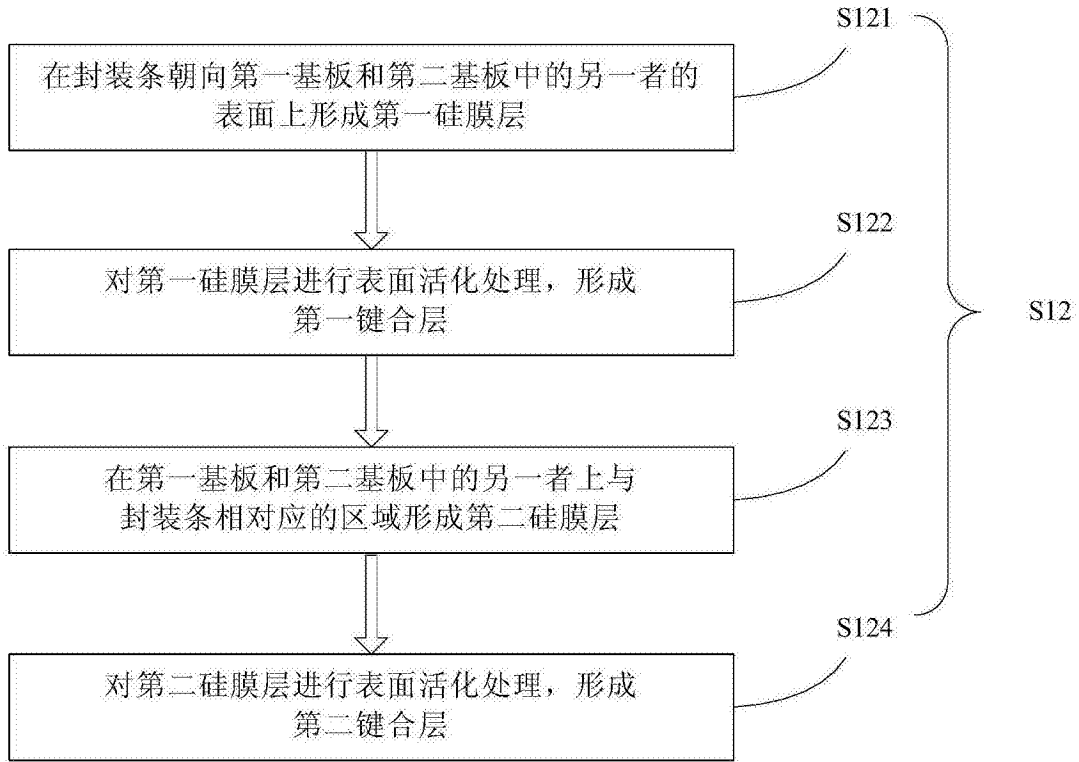 S121
在封装条朝向第一基板和第二基板中的另一者的
表面上形成第一硅膜层
S122
对第一硅膜层进行表面活化处理，形成
第一键合层
S12
S123
在第一基板和第二基板中的另一者上与
封装条相对应的区域形成第二硅膜层
S124
对第二硅膜层进行表面活化处理，形成
第二键合层